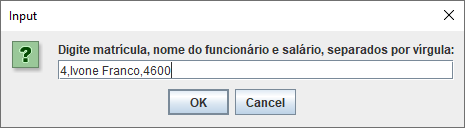 Input
Digite matrícula, nome do funcionário e salário, separados por vírgula:
4,Ivone Franco,4600
OK
Cancel